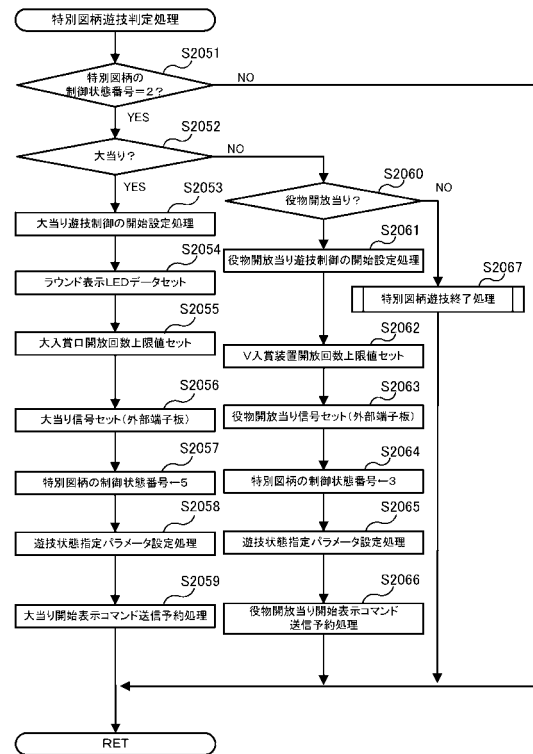 特別図柄遊技判定処理
S2051
特別図柄の
制御状態番号=2?
NO
YES
S2052
大当り?
NO
YES
S2053
大当り遊技制御の開始設定処理
S2054
ラウンド表示LEDデータセット
S2055
大入賞口開放回数上限値セット
S2056
大当り信号セット(外部端子板)
S2057
特別図柄の制御状態番号←5
S2058
遊技状態指定パラメータ設定処理
S2059
大当り開始表示コマンド送信予約処理
S2060
役物開放当り?
NO
YES
S2061
役物開放当り遊技制御の開始設定処理
S2062
V入賞装置開放回数上限値セット
S2063
役物開放当り信号セット(外部端子板)
S2064
特別図柄の制御状態番号←3
S2065
遊技状態指定パラメータ設定処理
S2066
役物開放当り開始表示コマンド
送信予約処理
S2067
特別図柄遊技終了処理
RET